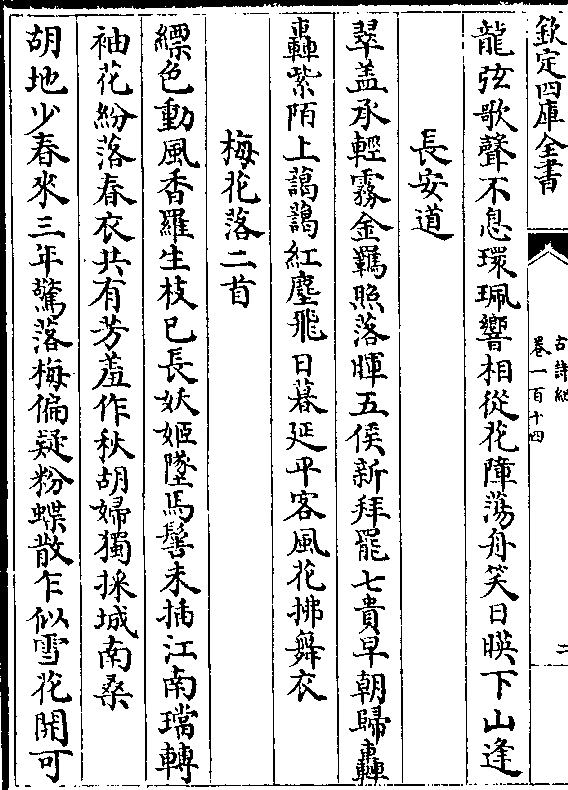 欽定四庫全書
古詩紀
卷一百十四
二
龍弦歌聲不息環珮響相從花障蕩舟笑日映下山逢
長安道
翠盖承輕霧金羈照落暉五侯新拜罷七貴早朝歸轟
轟紫陌上藹藹紅塵飛日暮延平客風花拂舞衣
梅花落二首
縹色動風香羅生枝已長妖姬墜馬髻未插江南璫轉
袖花紛落春衣共有芳羞作秋胡婦獨採城南桑
胡地少春來三年驚落梅偏疑粉蝶散乍似雪花開可